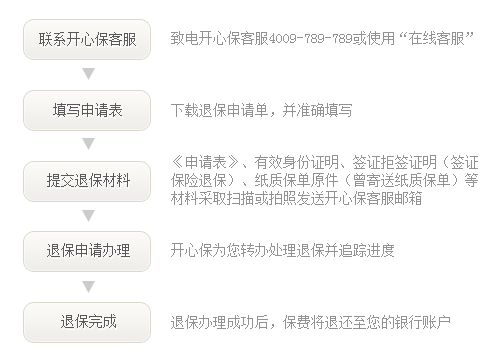 联系开心保客服
致电开心保客服4009-789-789或使用“在线客服”
填写申请表
下载退保申请单，并准确填写
提交退保材料
《申请表》、有效身份证明、签证拒签证明（签证
保险退保）、纸质保单原件（曾寄送纸质保单）等
材料采取扫描或拍照发送开心保客服邮箱
退保申请办理
开心保为您转办处理退保并追踪进度
退保完成
退保办理成功后，保费将退还至您的银行账户